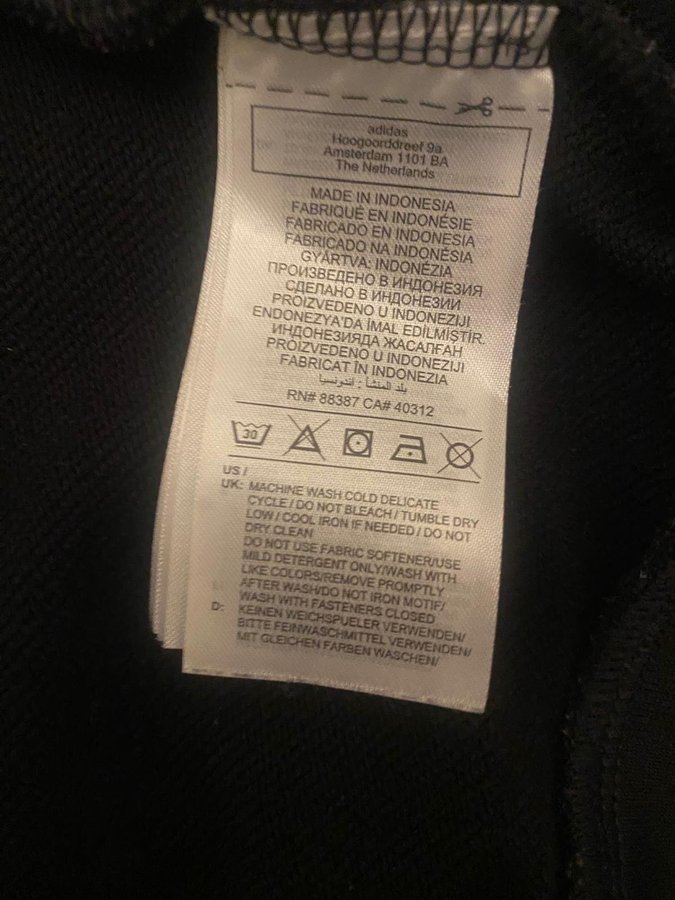 adidas
Hoogoorddreef 9a
Amsterdam 1101 BA
The Netherlands
MADE IN INDONESIA
FABRIQUÉ EN INDONÉSIE
FABRICADO EN INDONESIA
FABRICADO NA INDONÉSIA
GYÁRTVA: INDONÉZIA
ПРОИЗВЕДЕНО В ИНДОНЕЗИЯ
СДЕЛАНО В ИНДОНЕЗИИ
PROIZVEDENO U INDONEZIJI
ENDONEZYA'DA İMAL EDİLMİŞTİR.
ИНДОНЕЗИЯДА ЖАСАЛҒАН
PROIZVEDENO U INDONEZIJI
FABRICAT ÎN INDONEZIA
بلد المنشأ : أندونسيا
RN# 88387 CA# 40312
30
US /
UK: MACHINE WASH COLD DELICATE
CYCLE / DO NOT BLEACH / TUMBLE DRY
LOW / COOL IRON IF NEEDED / DO NOT
DRY CLEAN
DO NOT USE FABRIC SOFTENER/USE
MILD DETERGENT ONLY/WASH WITH
LIKE COLORS/REMOVE PROMPTLY
AFTER WASH/DO NOT IRON MOTIF/
WASH WITH FASTENERS CLOSED
D: KEINEN WEICHSPUELER VERWENDEN/
BITTE FEINWASCHMITTEL VERWENDEN/
MIT GLEICHEN FARBEN WASCHEN/